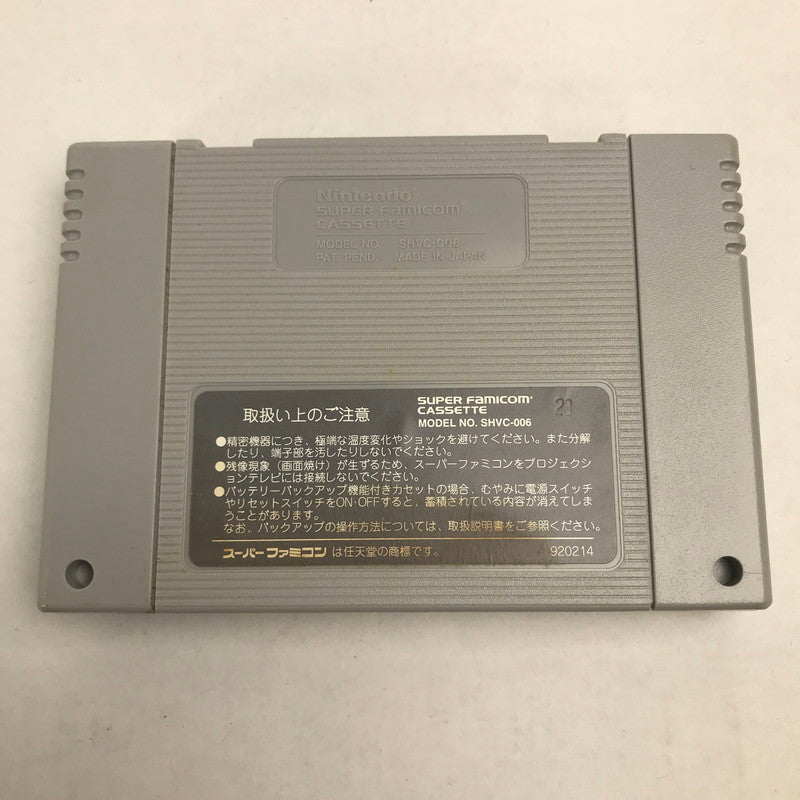 Nintendo®
SUPER FAMICOM®
CASSETTE
MODEL NO. SHVC-006
PAT. PEND. MADE IN JAPAN
取扱い上のご注意
SUPER FAMICOM®
CASSETTE
MODEL NO. SHVC-006
●精密機器につき、極端な温度変化やショックを避けてください。また分解
したり、端子部を汚したりしないでください。
●残像現象(画面焼け)が生ずるため、スーパーファミコンをプロジェクシ
ョンテレビには接続しないでください。
●バッテリーバックアップ機能付きカセットの場合、むやみに電源スイッチ
やリセットスイッチをON・OFFすると、蓄積されている内容が消えてしま
うことがあります。
なお、バックアップの操作方法については、取扱説明書をご参照ください。
スーパーファミコン は任天堂の商標です。
920214